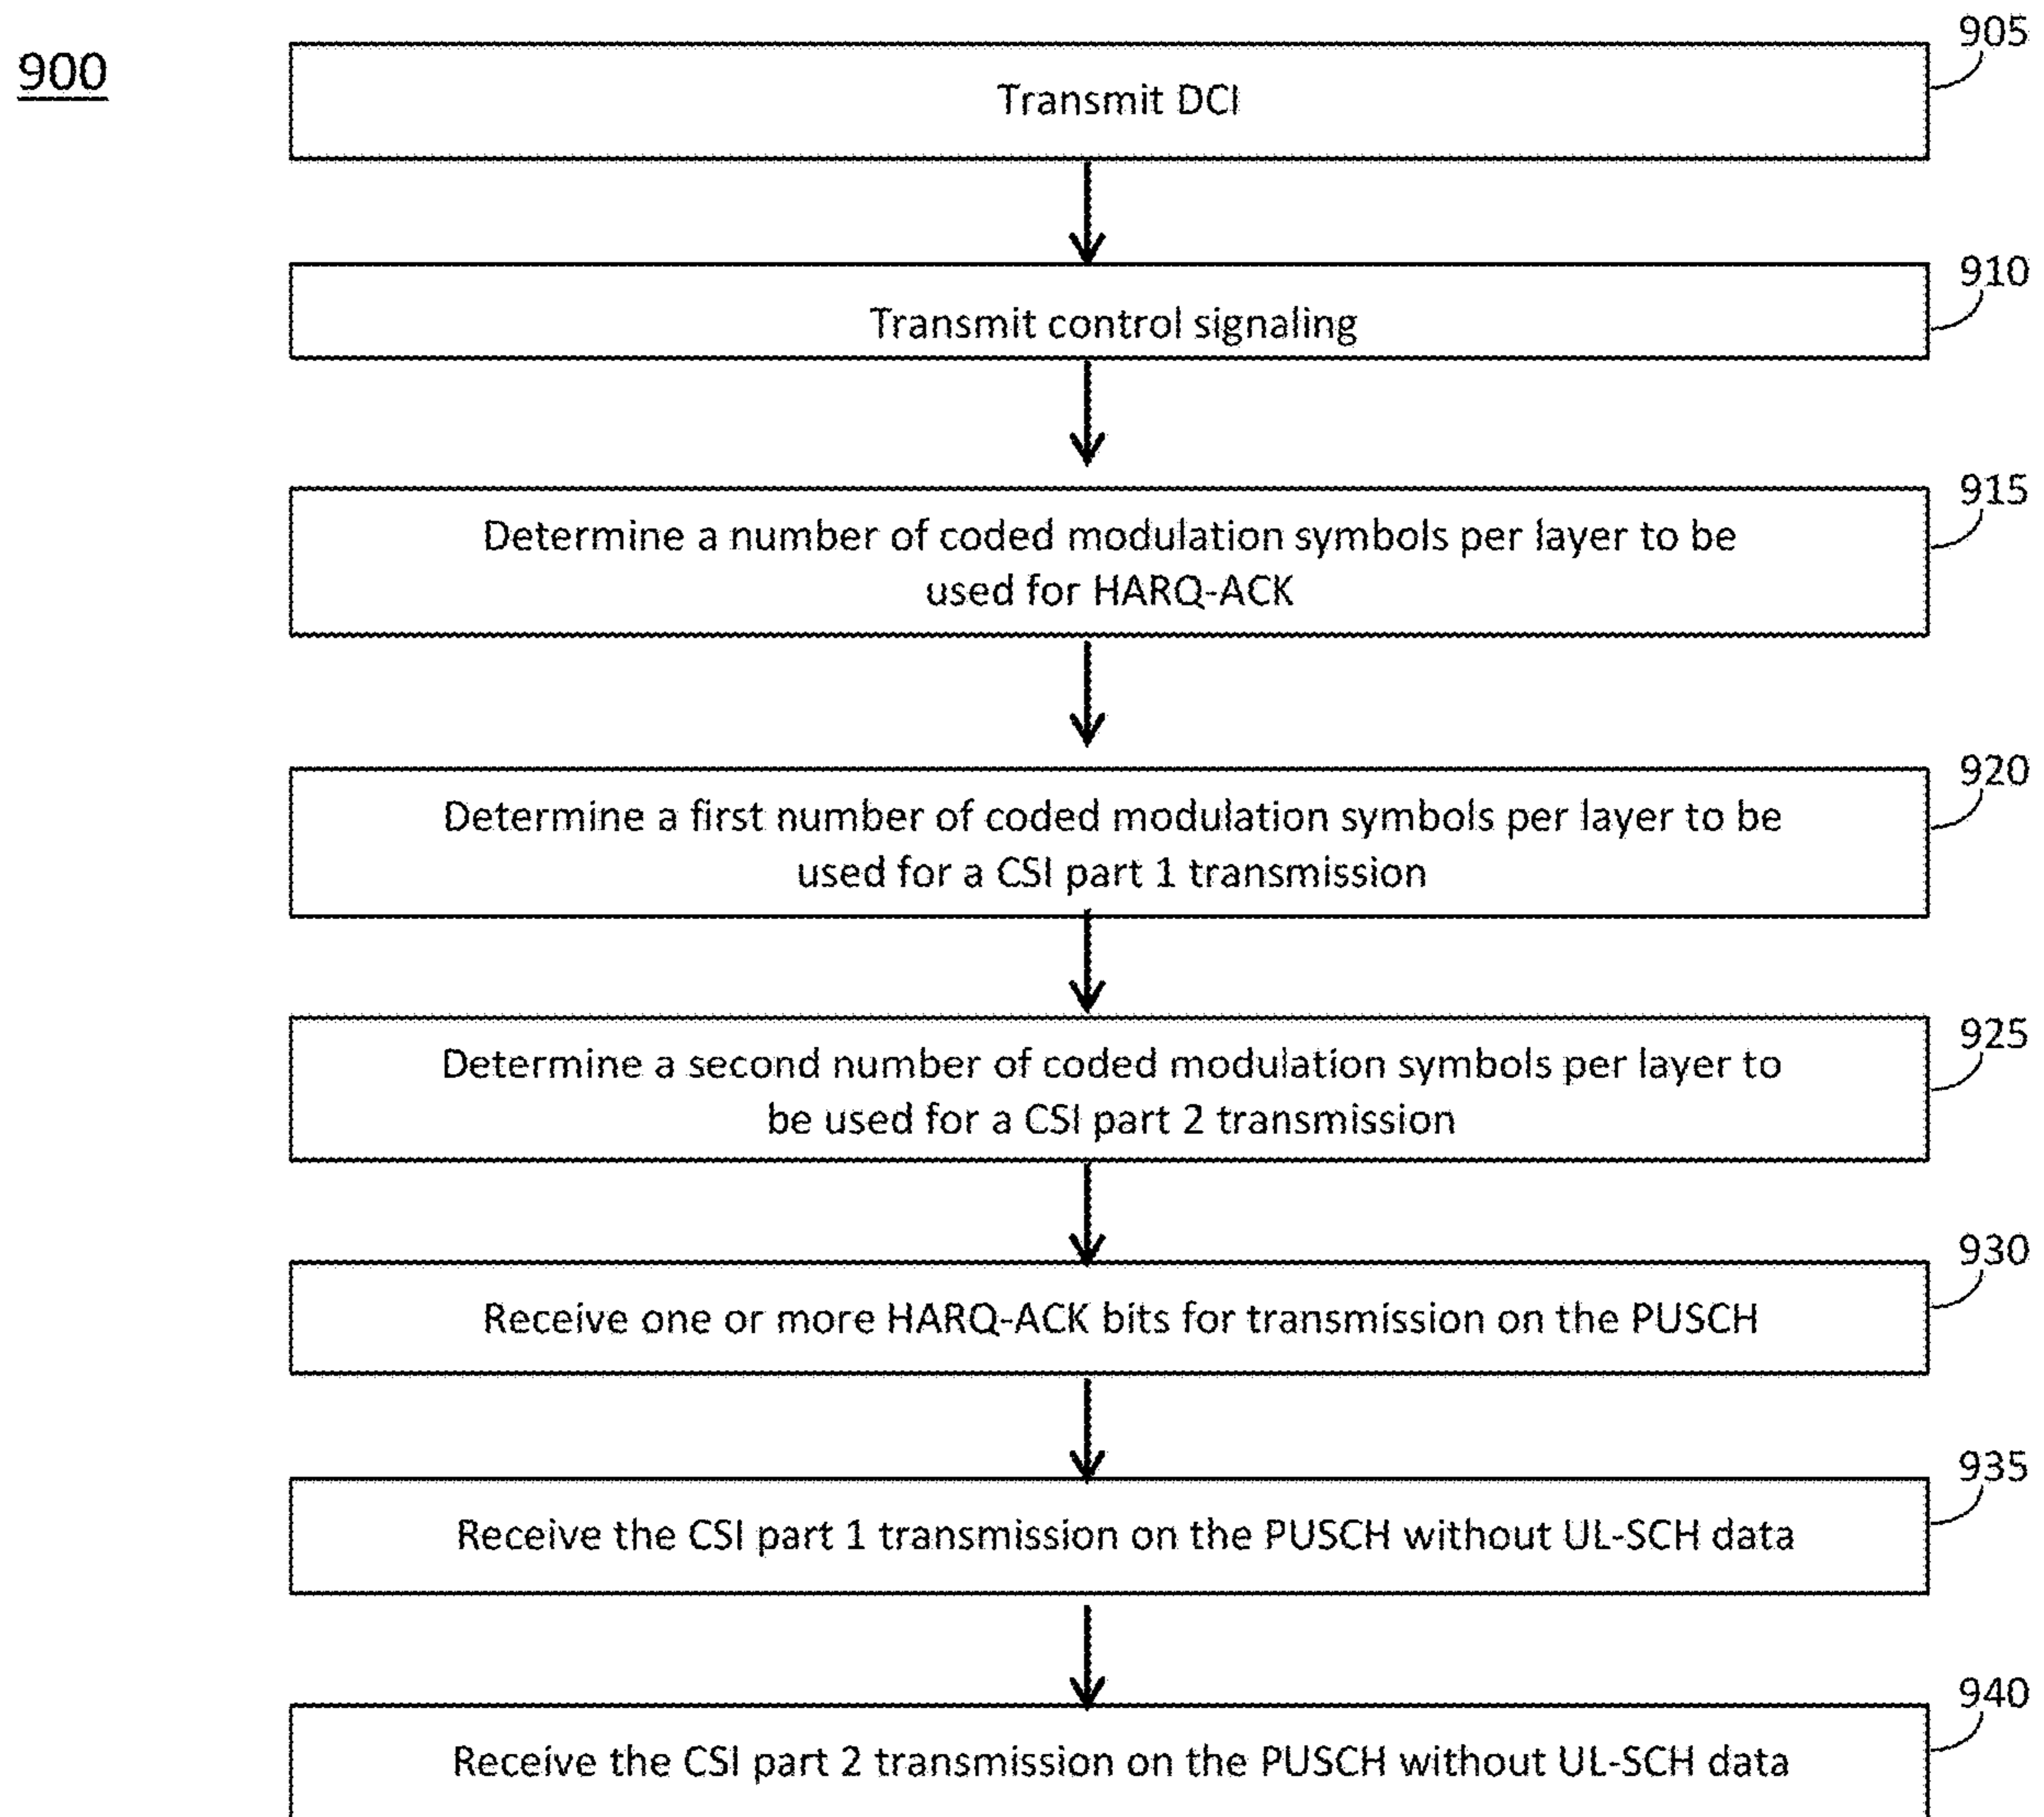 900
905
Transmit DCI
910
Transmit control signaling
915
Determine a number of coded modulation symbols per layer to be
used for HARQ-ACK
920
Determine a first number of coded modulation symbols per layer to be
used for a CSI part 1 transmission
925
Determine a second number of coded modulation symbols per layer to
be used for a CSI part 2 transmission
930
Receive one or more HARQ-ACK bits for transmission on the PUSCH
935
Receive the CSI part 1 transmission on the PUSCH without UL-SCH data
940
Receive the CSI part 2 transmission on the PUSCH without UL-SCH data